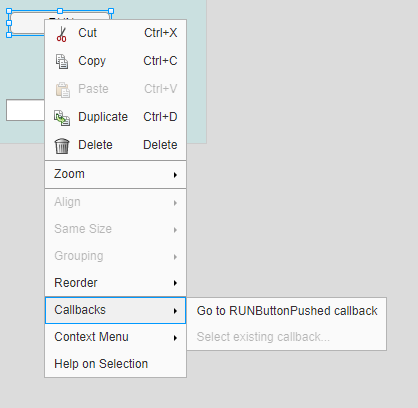 Cut Ctrl+X
Copy Ctrl+C
Paste Ctrl+V
Duplicate Ctrl+D
Delete Delete
Zoom
Align
Same Size
Grouping
Reorder
Callbacks
Go to RUNButtonPushed callback
Select existing callback...
Context Menu
Help on Selection